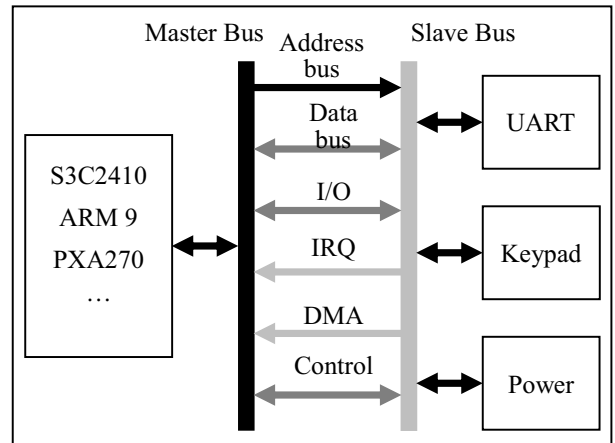 Master Bus
Address
bus
Slave Bus
Data
bus
I/O
IRQ
DMA
Control
S3C2410
ARM 9
PXA270
…
UART
Keypad
Power